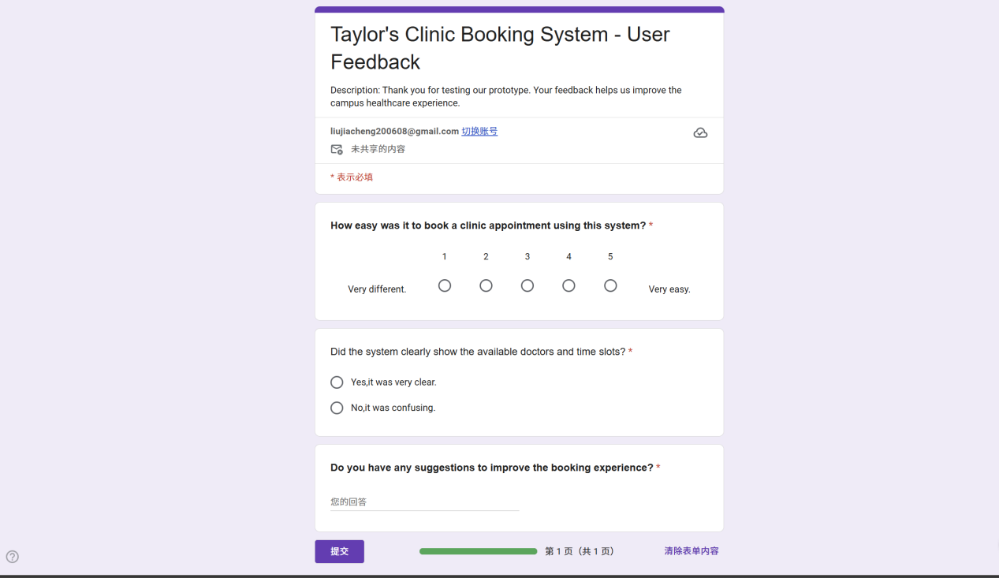 Taylor's Clinic Booking System - User
Feedback
Description: Thank you for testing our prototype. Your feedback helps us improve the
campus healthcare experience.
liujiacheng200608@gmail.com 切换账号
未共享的内容
* 表示必填
How easy was it to book a clinic appointment using this system? *
1 2 3 4 5
Very different. Very easy.
Did the system clearly show the available doctors and time slots? *
Yes,it was very clear.
No,it was confusing.
Do you have any suggestions to improve the booking experience? *
您的回答
提交 第 1 页（共 1 页） 清除表单内容